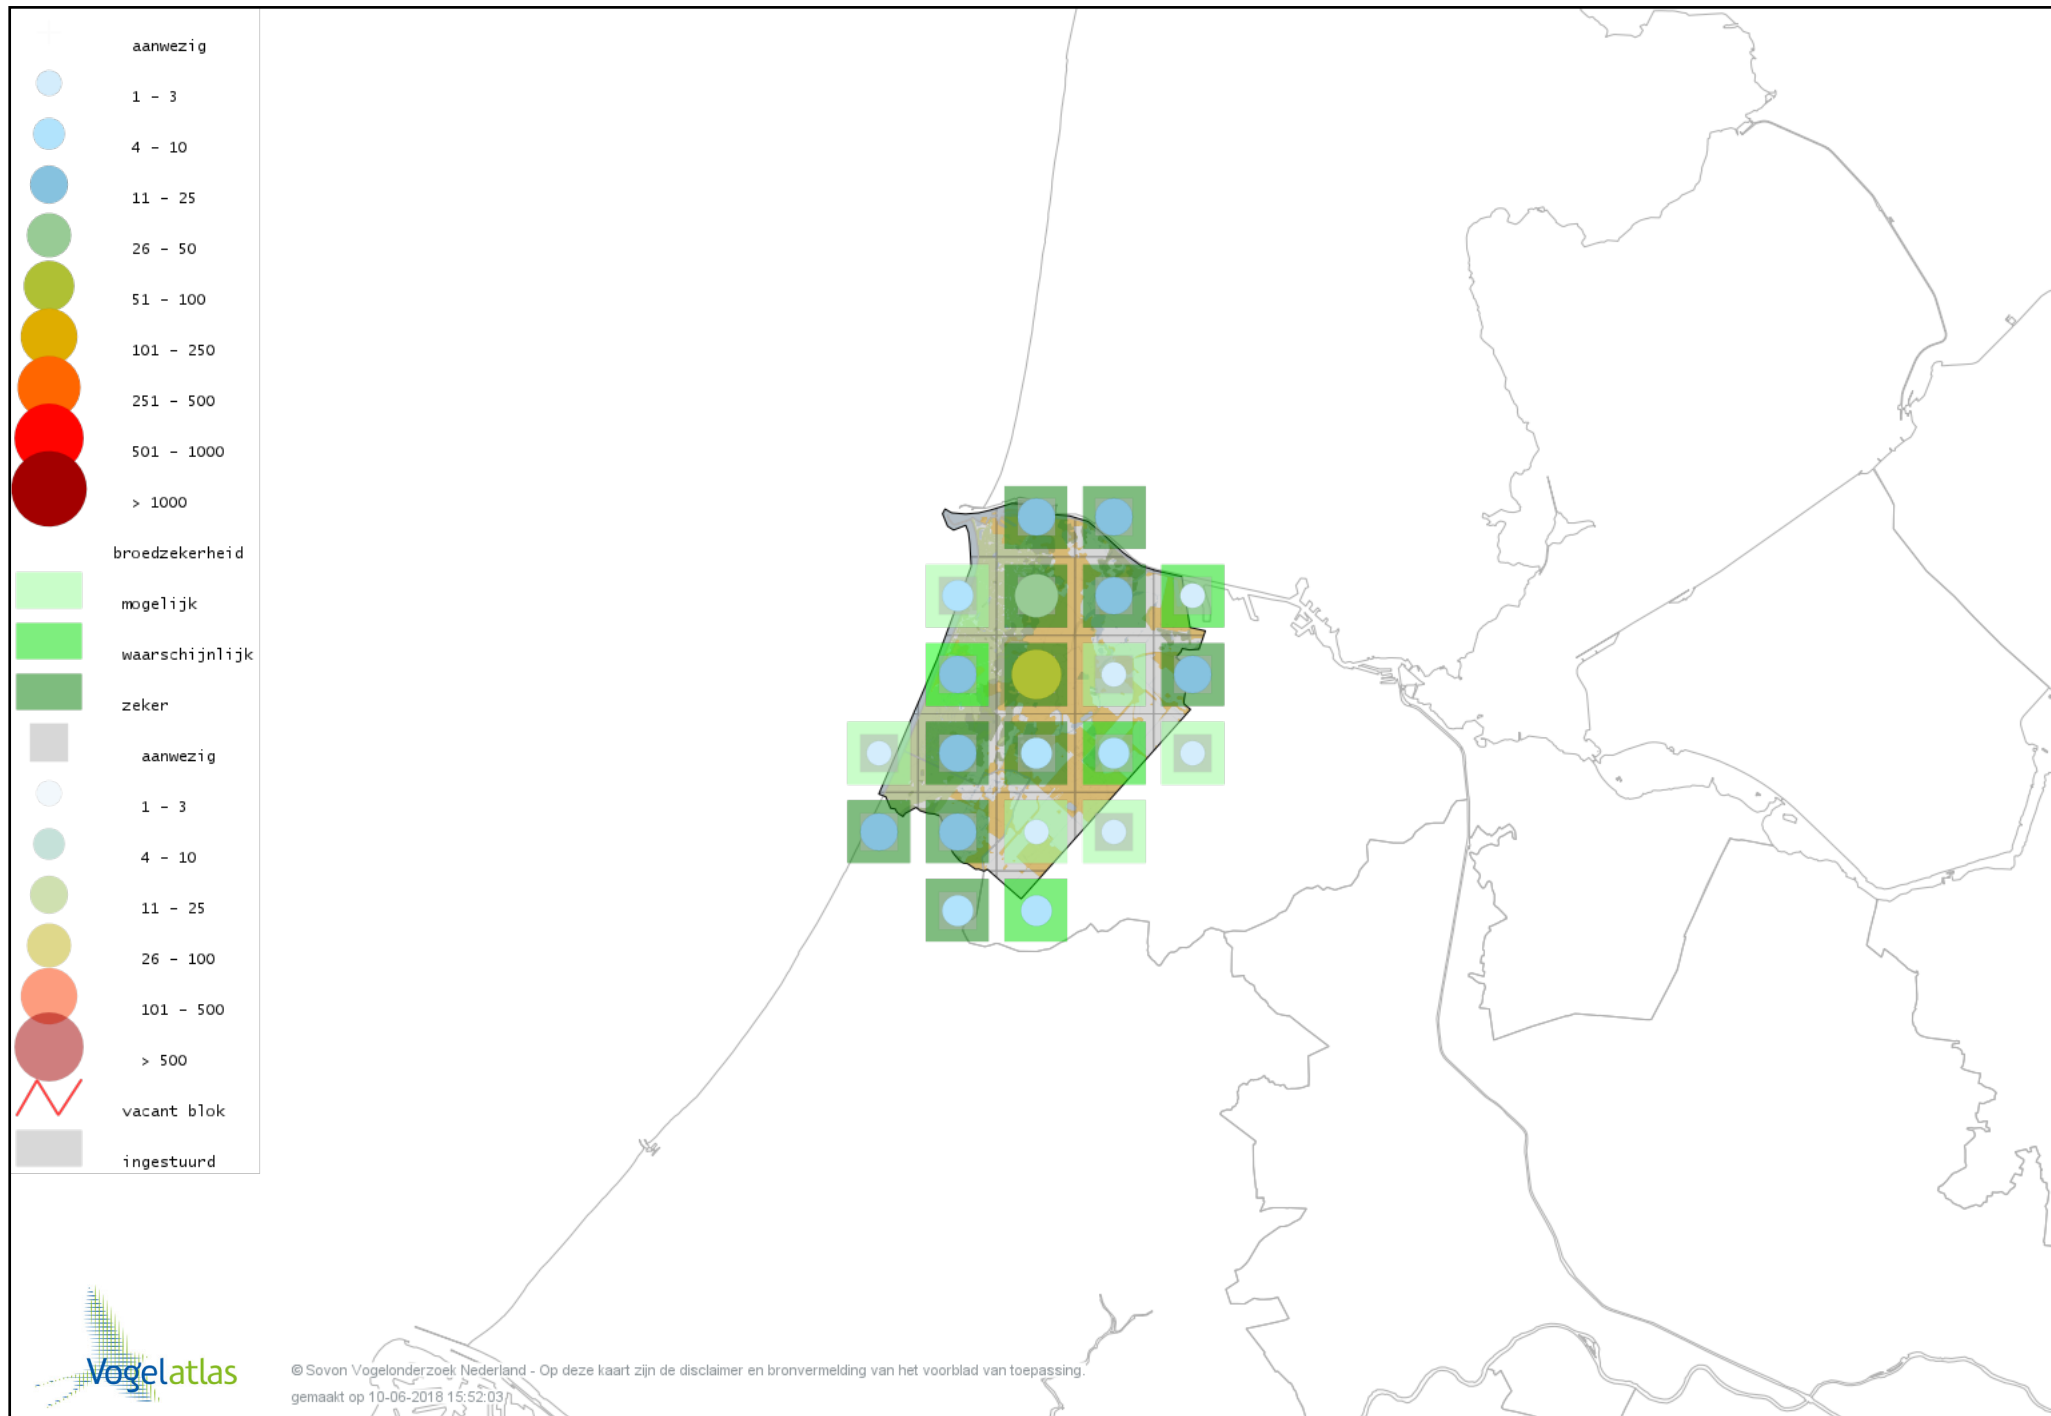 aanwezig
1 - 3
4 - 10
11 - 25
26 - 50
51 - 100
101 - 250
251 - 500
501 - 1000
> 1000
broedzekerheid
mogelijk
waarschijnlijk
zeker
aanwezig
1 - 3
4 - 10
11 - 25
26 - 100
101 - 500
> 500
vacant blok
ingestuurd
Vogelatlas
© Sovon Vogelonderzoek Nederland - Op deze kaart zijn de disclaimer en bronvermelding van het voorblad van toepassing.
gemaakt op 10-06-2018 15:52:03